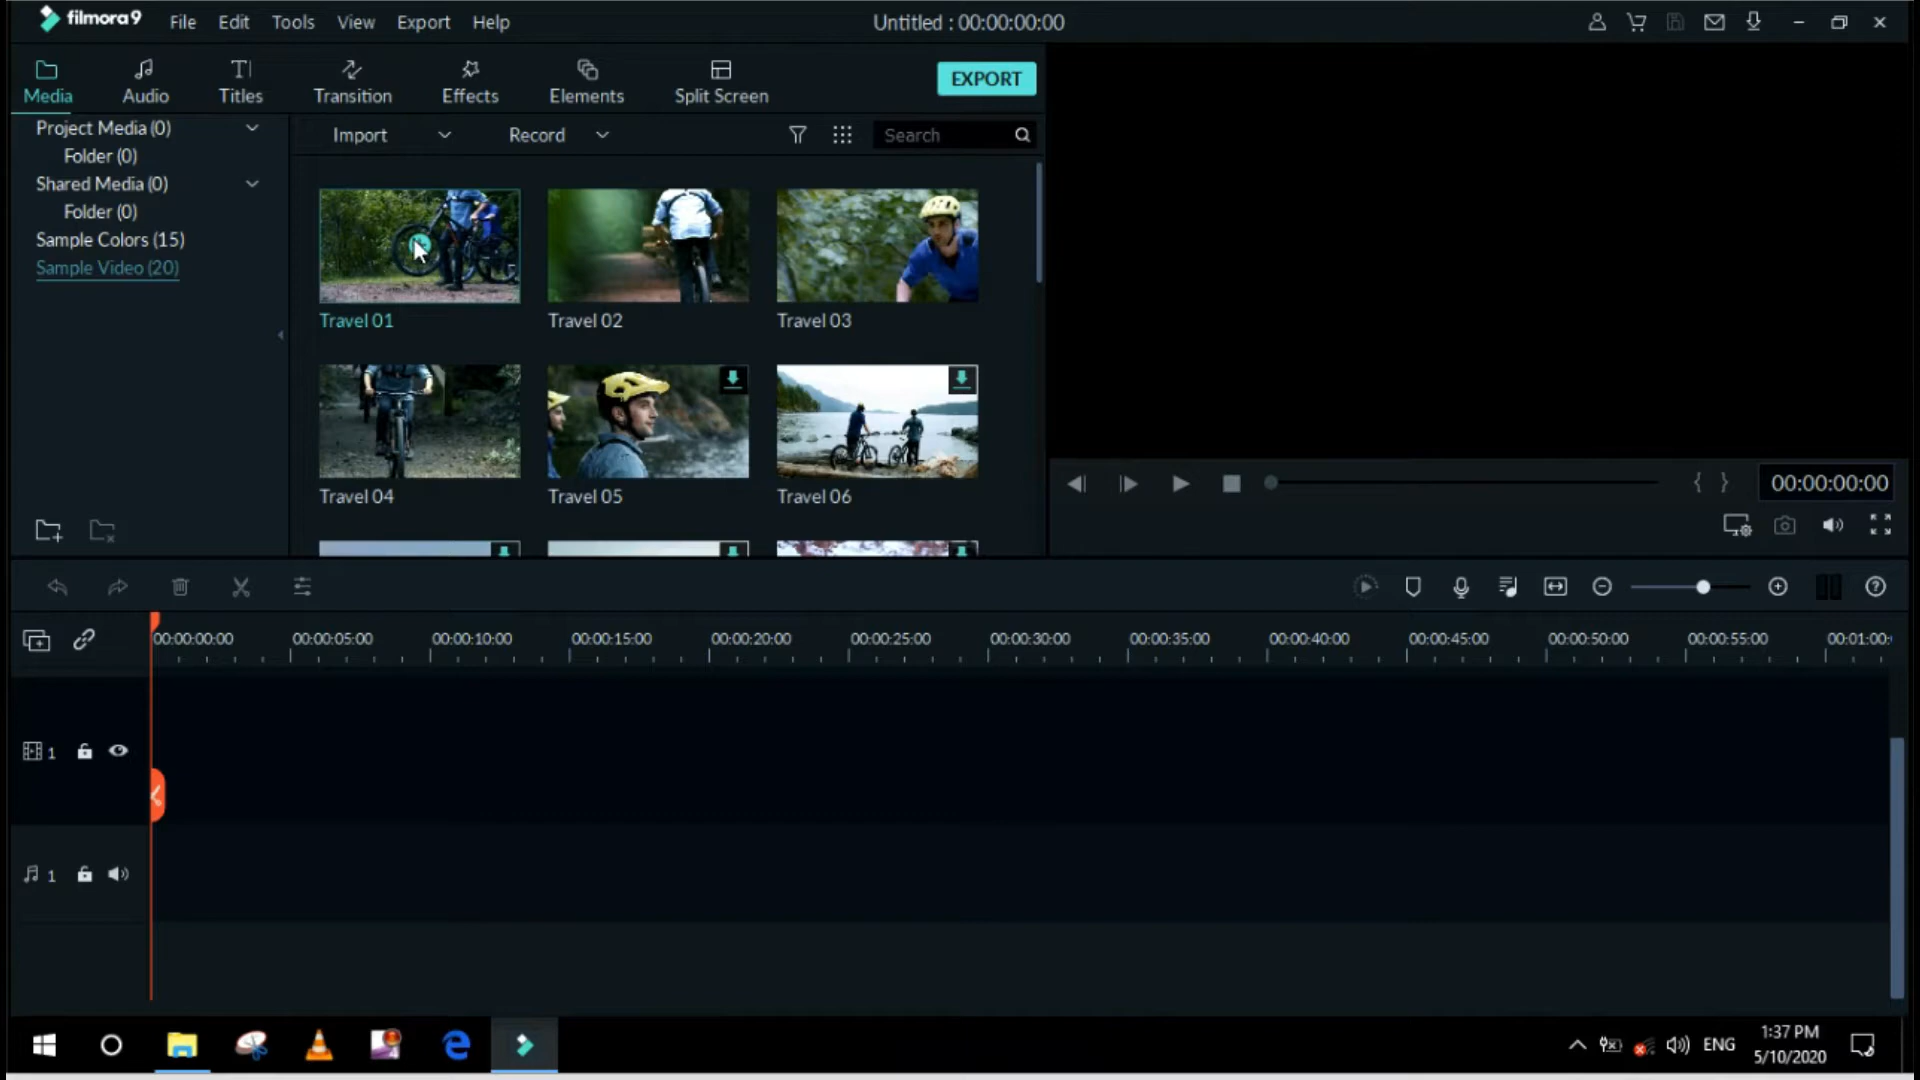 filmora9 File Edit Tools View Export Help Untitled : 00:00:00:00
Media Audio Titles Transition Effects Elements Split Screen EXPORT
Project Media (0)
Folder (0)
Shared Media (0)
Folder (0)
Sample Colors (15)
Sample Video (20)
Import Record Search
Travel 01 Travel 02 Travel 03
Travel 04 Travel 05 Travel 06
{ } 00:00:00:00
00:00:00:00 00:00:05:00 00:00:10:00 00:00:15:00 00:00:20:00 00:00:25:00 00:00:30:00 00:00:35:00 00:00:40:00 00:00:45:00 00:00:50:00 00:00:55:00 00:01:00:
1
1
4
ENG
1:37 PM
5/10/2020